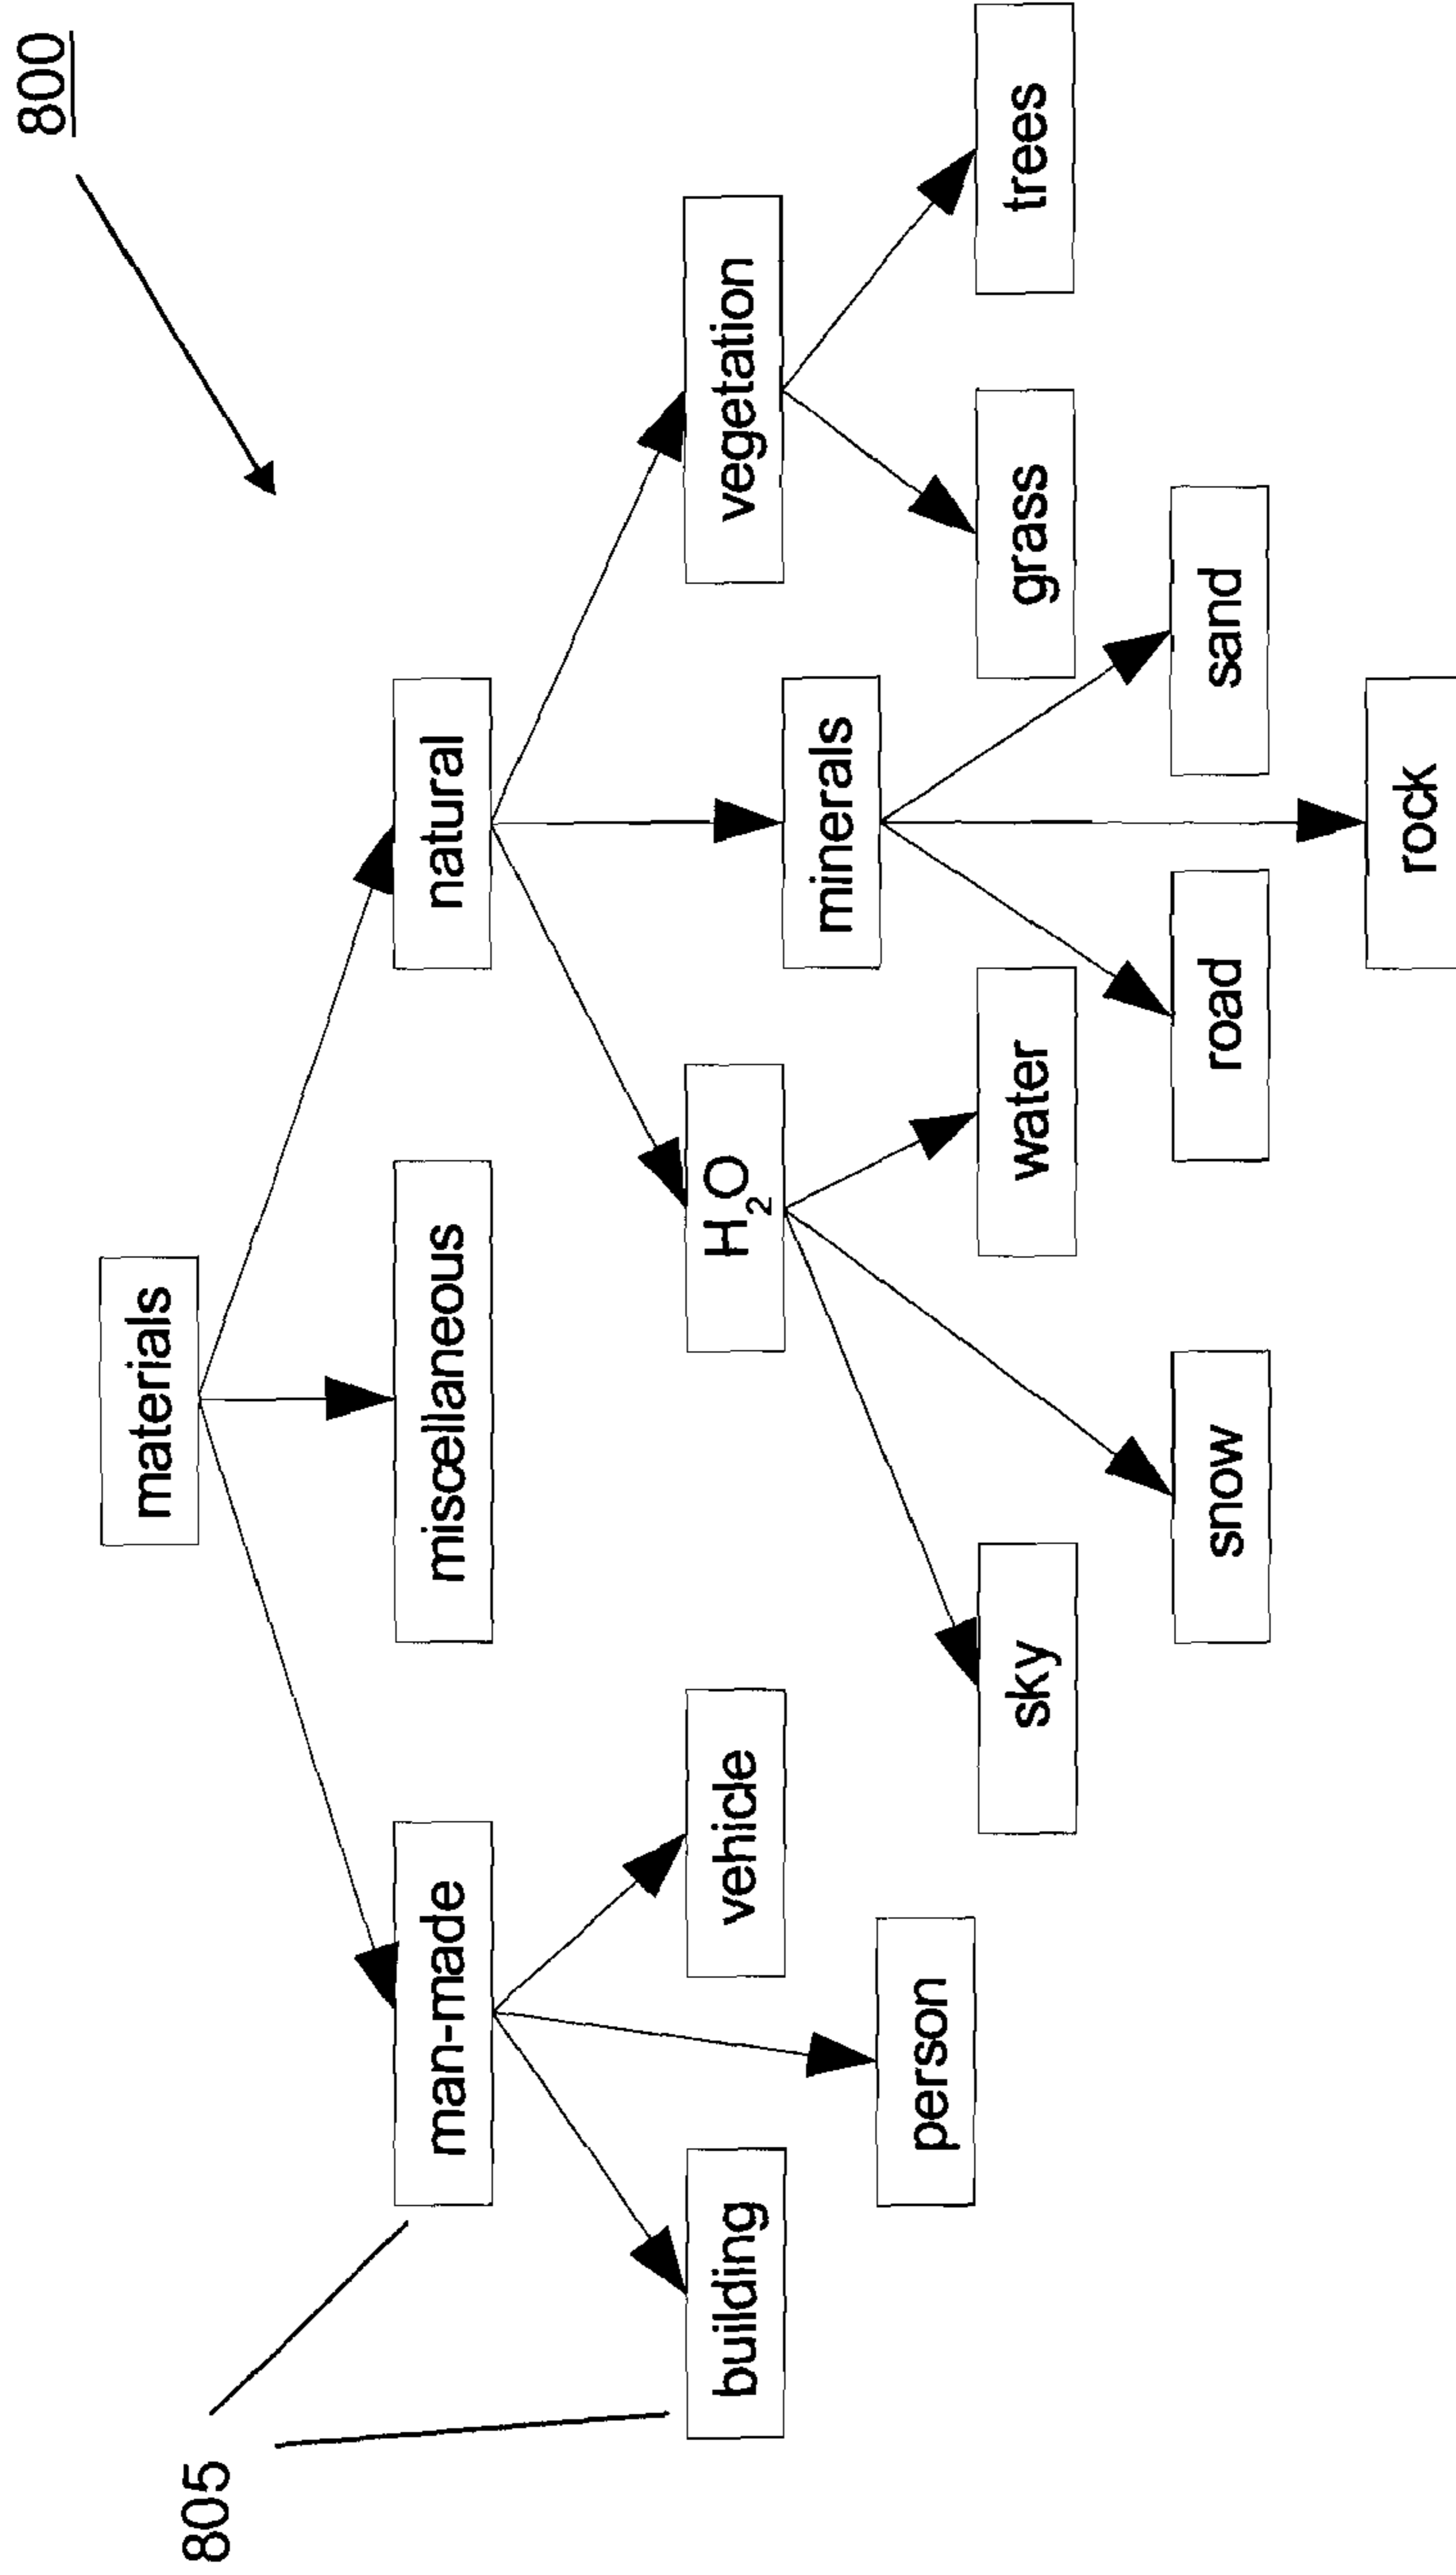 800
materials
man-made
miscellaneous
natural
805
building
vehicle
H₂O
vegetation
minerals
person
sky
water
grass
trees
snow
road
sand
rock